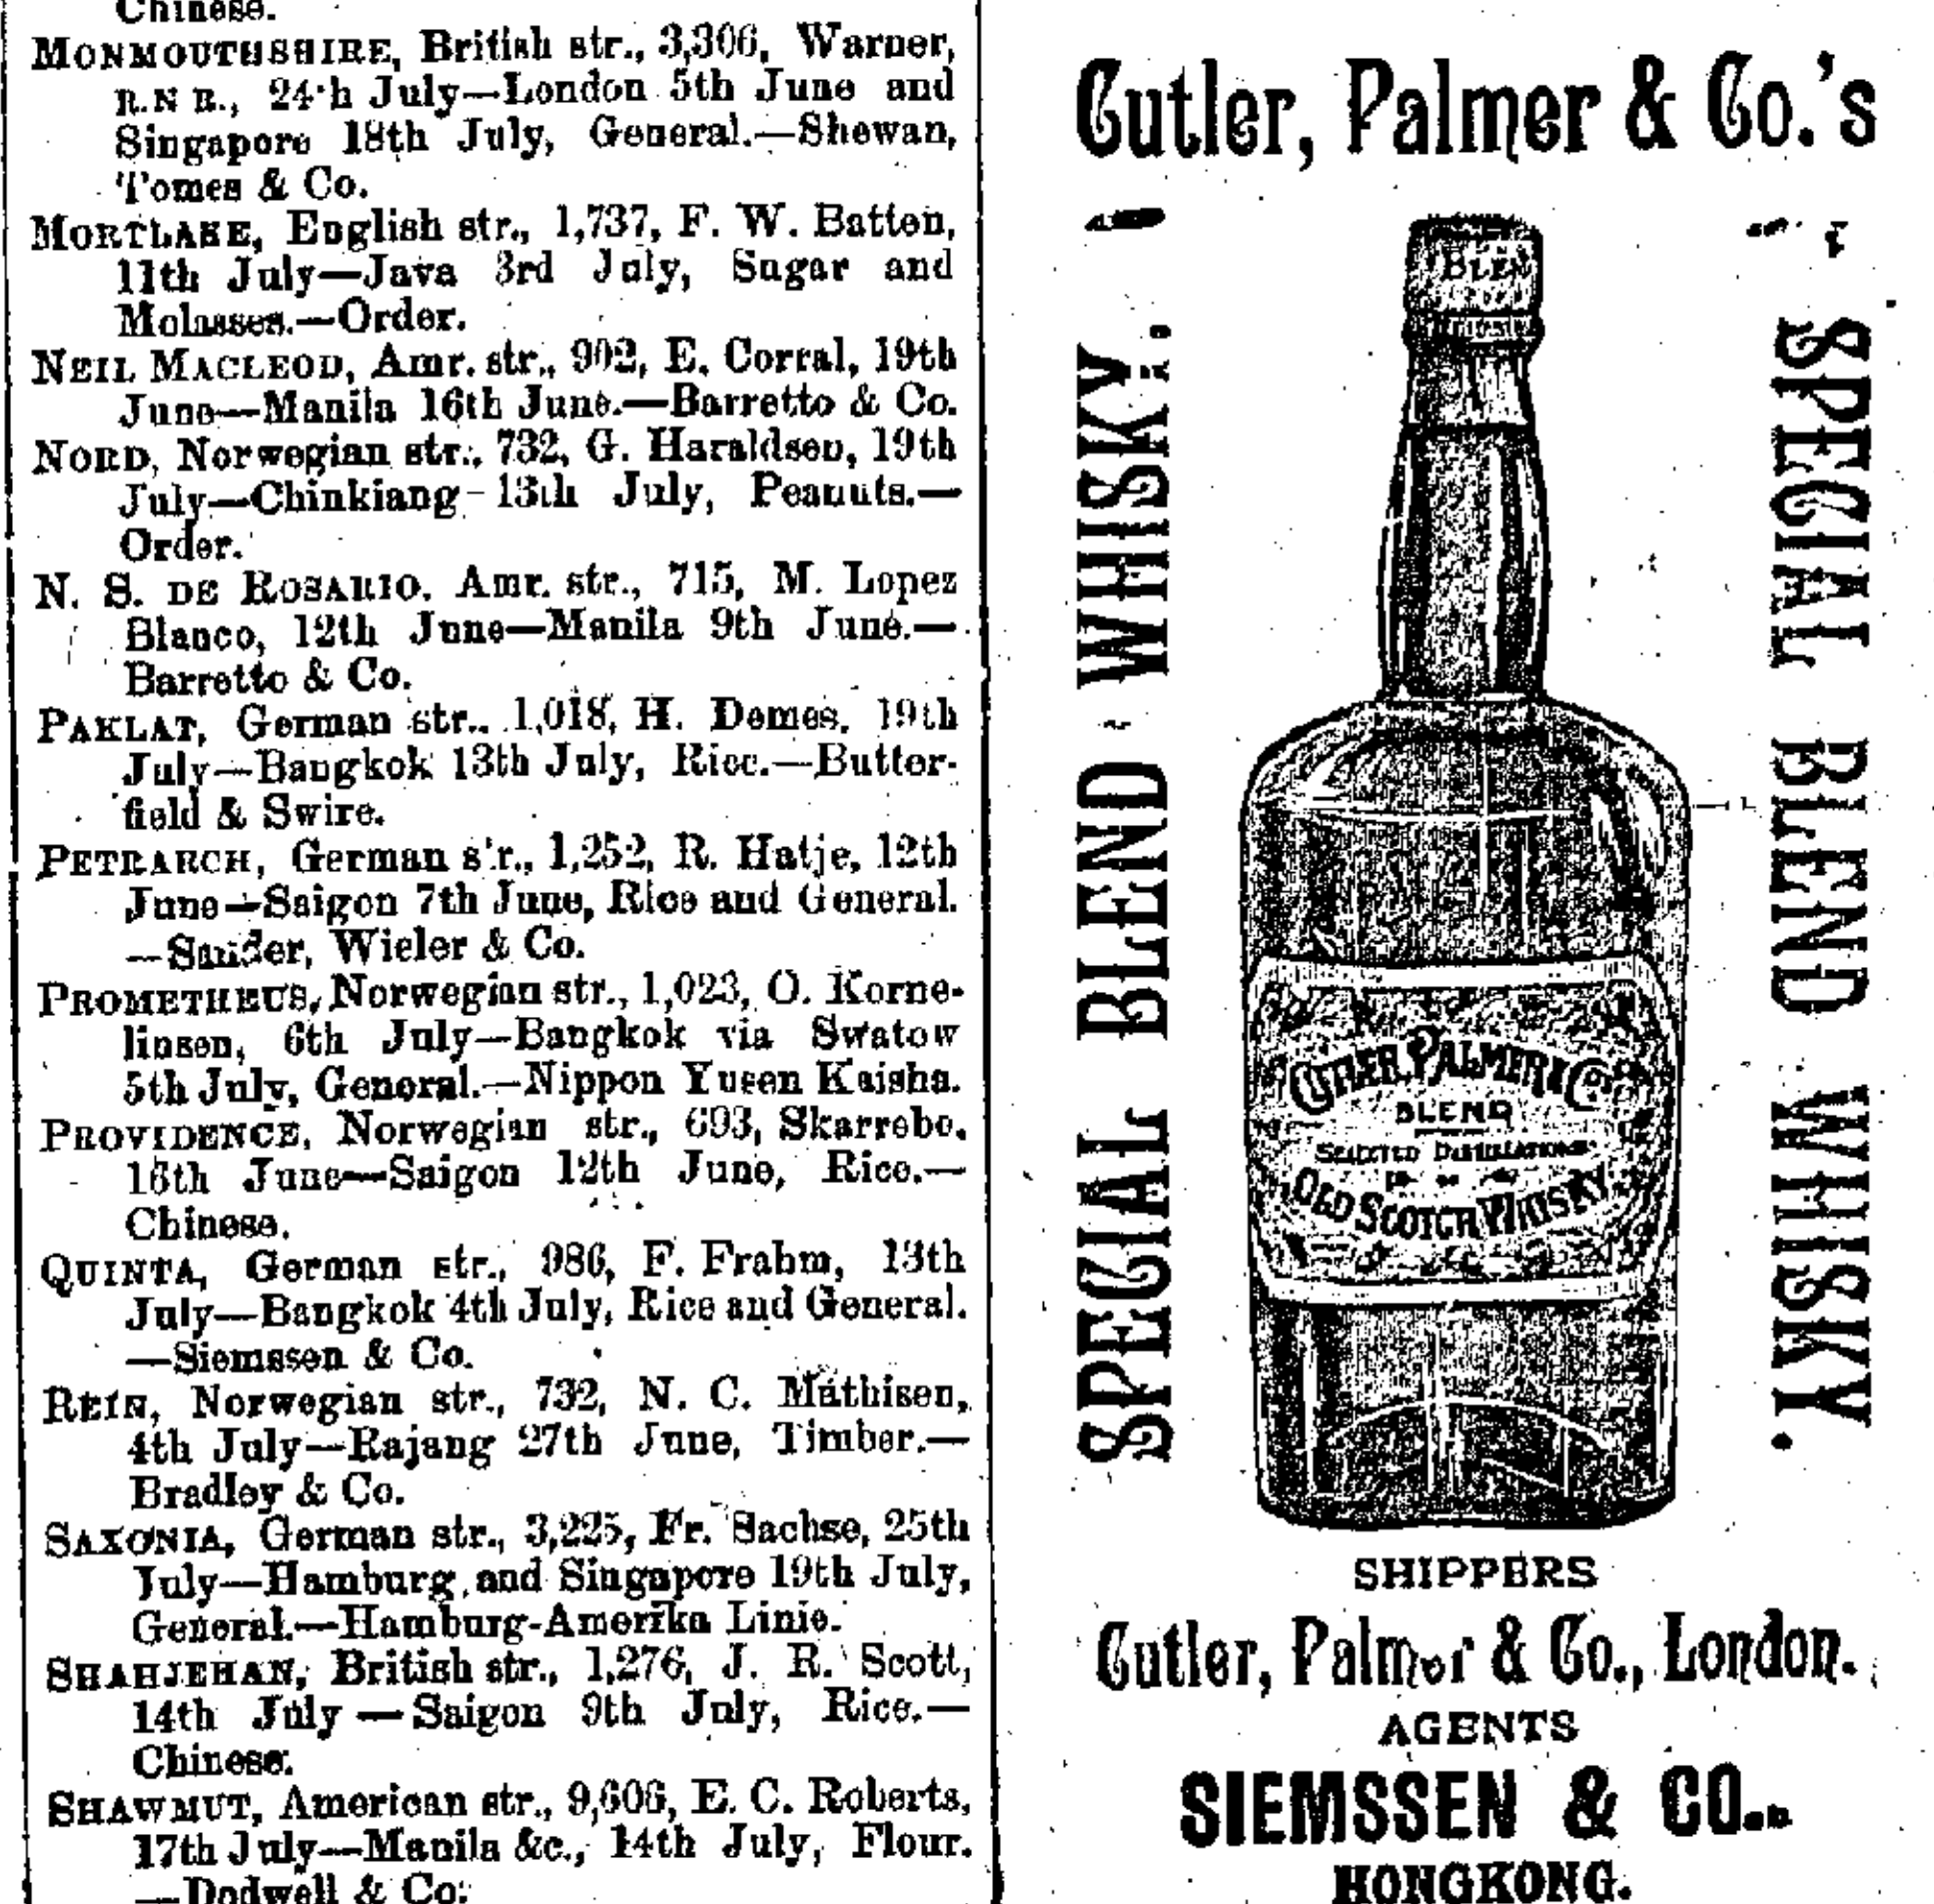 Chinese.
MONMOUTHSHIRE, British str., 3,306, Warner,
R.N R., 24th July—London 5th June and
Singapore 18th July, General.—Shewan,
Tomes & Co.
MORTLAKE, English str., 1,737, F. W. Batten,
11th July—Java 3rd July, Sugar and
Molasses.—Order.
NEIL MACLEOD, Amr. str., 902, E. Corral, 19th
June—Manila 16th June.—Barretto & Co.
NORD, Norwegian str., 732, G. Haraldsen, 19th
July—Chinkiang 13th July, Peanuts.—
Order.
N. S. DE ROSARIO, Amr. str., 715, M. Lopez
Blanco, 12th June—Manila 9th June.—
Barretto & Co.
PAKLAT, German str., 1,018, H. Demes, 19th
July—Bangkok 13th July, Rice.—Butter-
field & Swire.
PETRARCH, German str., 1,252, R. Hatje, 12th
June—Saigon 7th June, Rice and General.
—Sander, Wieler & Co.
PROMETHEUS, Norwegian str., 1,023, O. Korne-
linsen, 6th July—Bangkok via Swatow
5th July, General.—Nippon Yusen Kaisha.
PROVIDENCE, Norwegian str., 693, Skarrebo,
16th June—Saigon 12th June, Rice.—
Chinese.
QUINTA, German str., 986, F. Frahm, 13th
July—Bangkok 4th July, Rice and General.
—Siemssen & Co.
REIN, Norwegian str., 732, N. C. Mathisen,
4th July—Rajang 27th June, Timber.—
Bradley & Co.
SAXONIA, German str., 3,225, Fr. Sachse, 25th
July—Hamburg and Singapore 19th July,
General.—Hamburg-Amerika Linie.
SHAHJEHAN, British str., 1,276, J. R. Scott,
14th July—Saigon 9th July, Rice.—
Chinese.
SHAWMUT, American str., 9,606, E. C. Roberts,
17th July—Manila &c., 14th July, Flour.
—Dodwell & Co.
Cutler, Palmer & Co.'s
SPECIAL BLEND WHISKY.
BLEND
CUTLER PALMER & Co
BLEND
SELECTED DISTILLATIONS
OLD SCOTCH WHISKY
SPECIAL BLEND WHISKY.
SHIPPERS
Cutler, Palmer & Co., London.
AGENTS
SIEMSSEN & CO.,
HONGKONG.